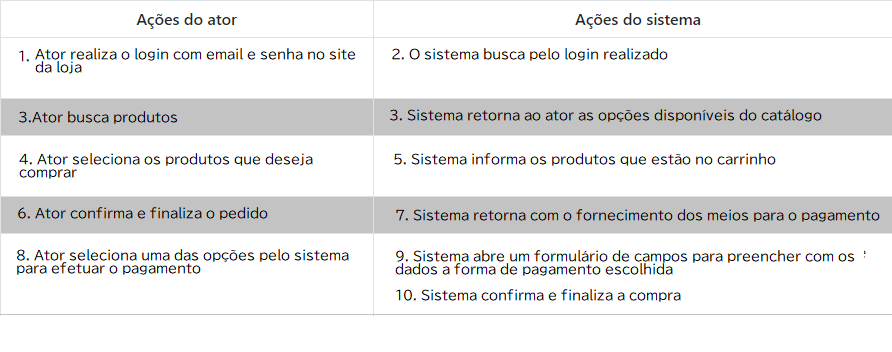 Ações do ator
Ações do sistema
1. Ator realiza o login com email e senha no site
da loja
2. O sistema busca pelo login realizado
3.Ator busca produtos
3. Sistema retorna ao ator as opções disponíveis do catálogo
4. Ator seleciona os produtos que deseja
comprar
5. Sistema informa os produtos que estão no carrinho
6. Ator confirma e finaliza o pedido
7. Sistema retorna com o fornecimento dos meios para o pagamento
8. Ator seleciona uma das opções pelo sistema
para efetuar o pagamento
9. Sistema abre um formulário de campos para preencher com os
dados a forma de pagamento escolhida
10. Sistema confirma e finaliza a compra